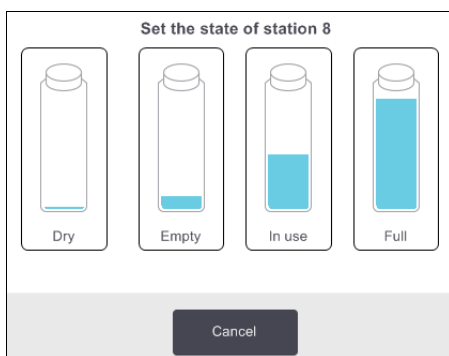 Set the state of station 8
Dry
Empty
In use
Full
Cancel